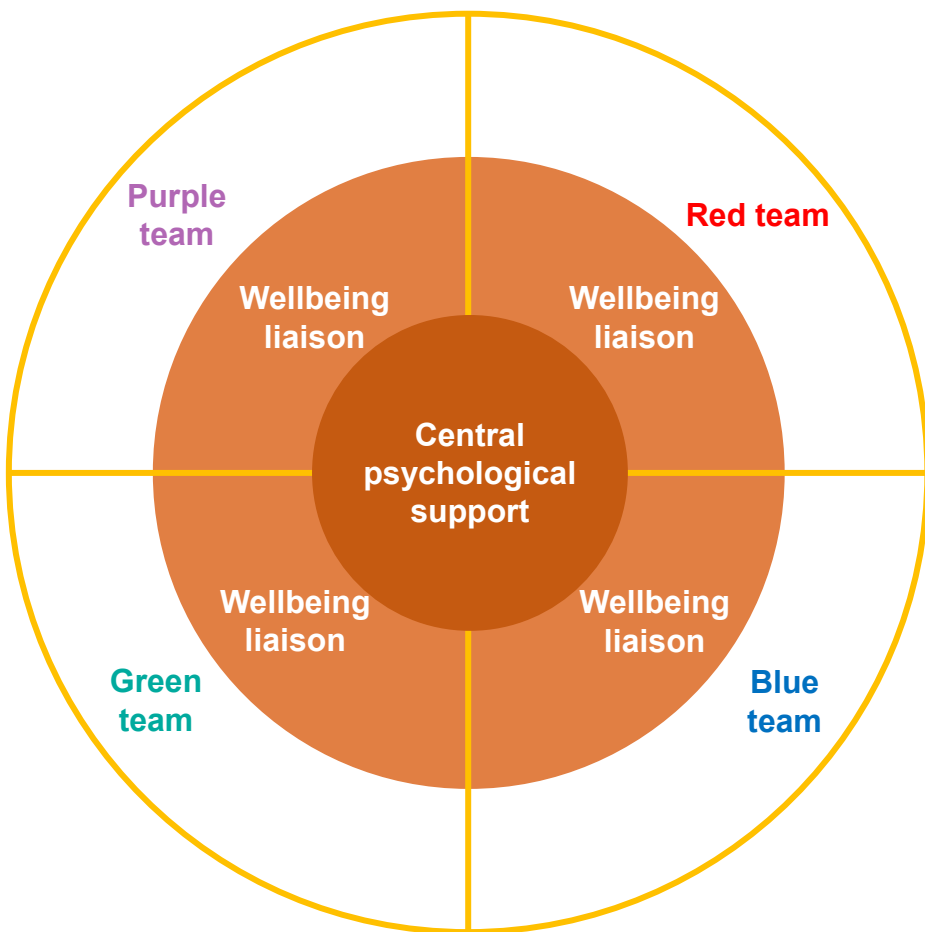 Purple
team
Red team
Wellbeing
liaison
Wellbeing
liaison
Central
psychological
support
Wellbeing
liaison
Wellbeing
liaison
Green
team
Blue
team